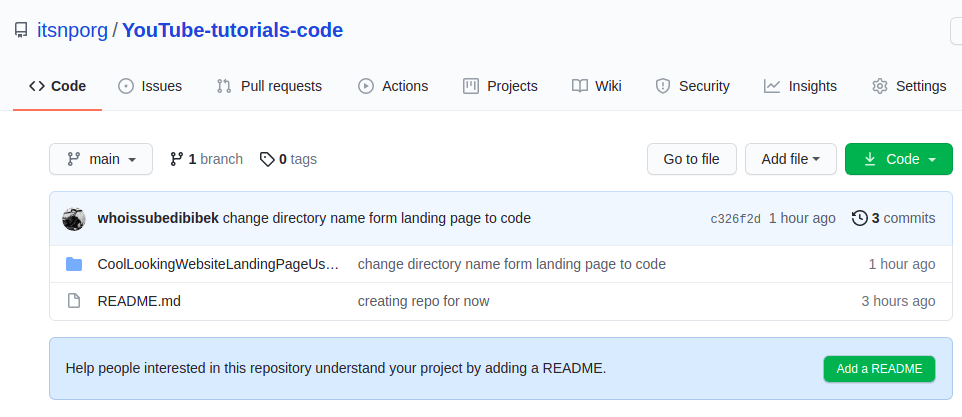 itsnporg / YouTube-tutorials-code
Code Issues Pull requests Actions Projects Wiki Security Insights Settings
main 1 branch 0 tags Go to file Add file Code
whoissubedibibek change directory name form landing page to code c326f2d 1 hour ago 3 commits
CoolLookingWebsiteLandingPageUs... change directory name form landing page to code 1 hour ago
README.md creating repo for now 3 hours ago
Help people interested in this repository understand your project by adding a README. Add a README